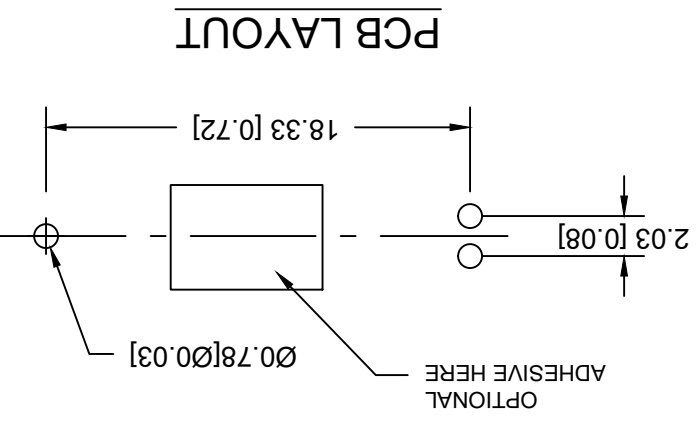 OPTIONAL
ADHESIVE HERE
Ø0.78[Ø0.03]
2.03 [0.08]
18.33 [0.72]
PCB LAYOUT